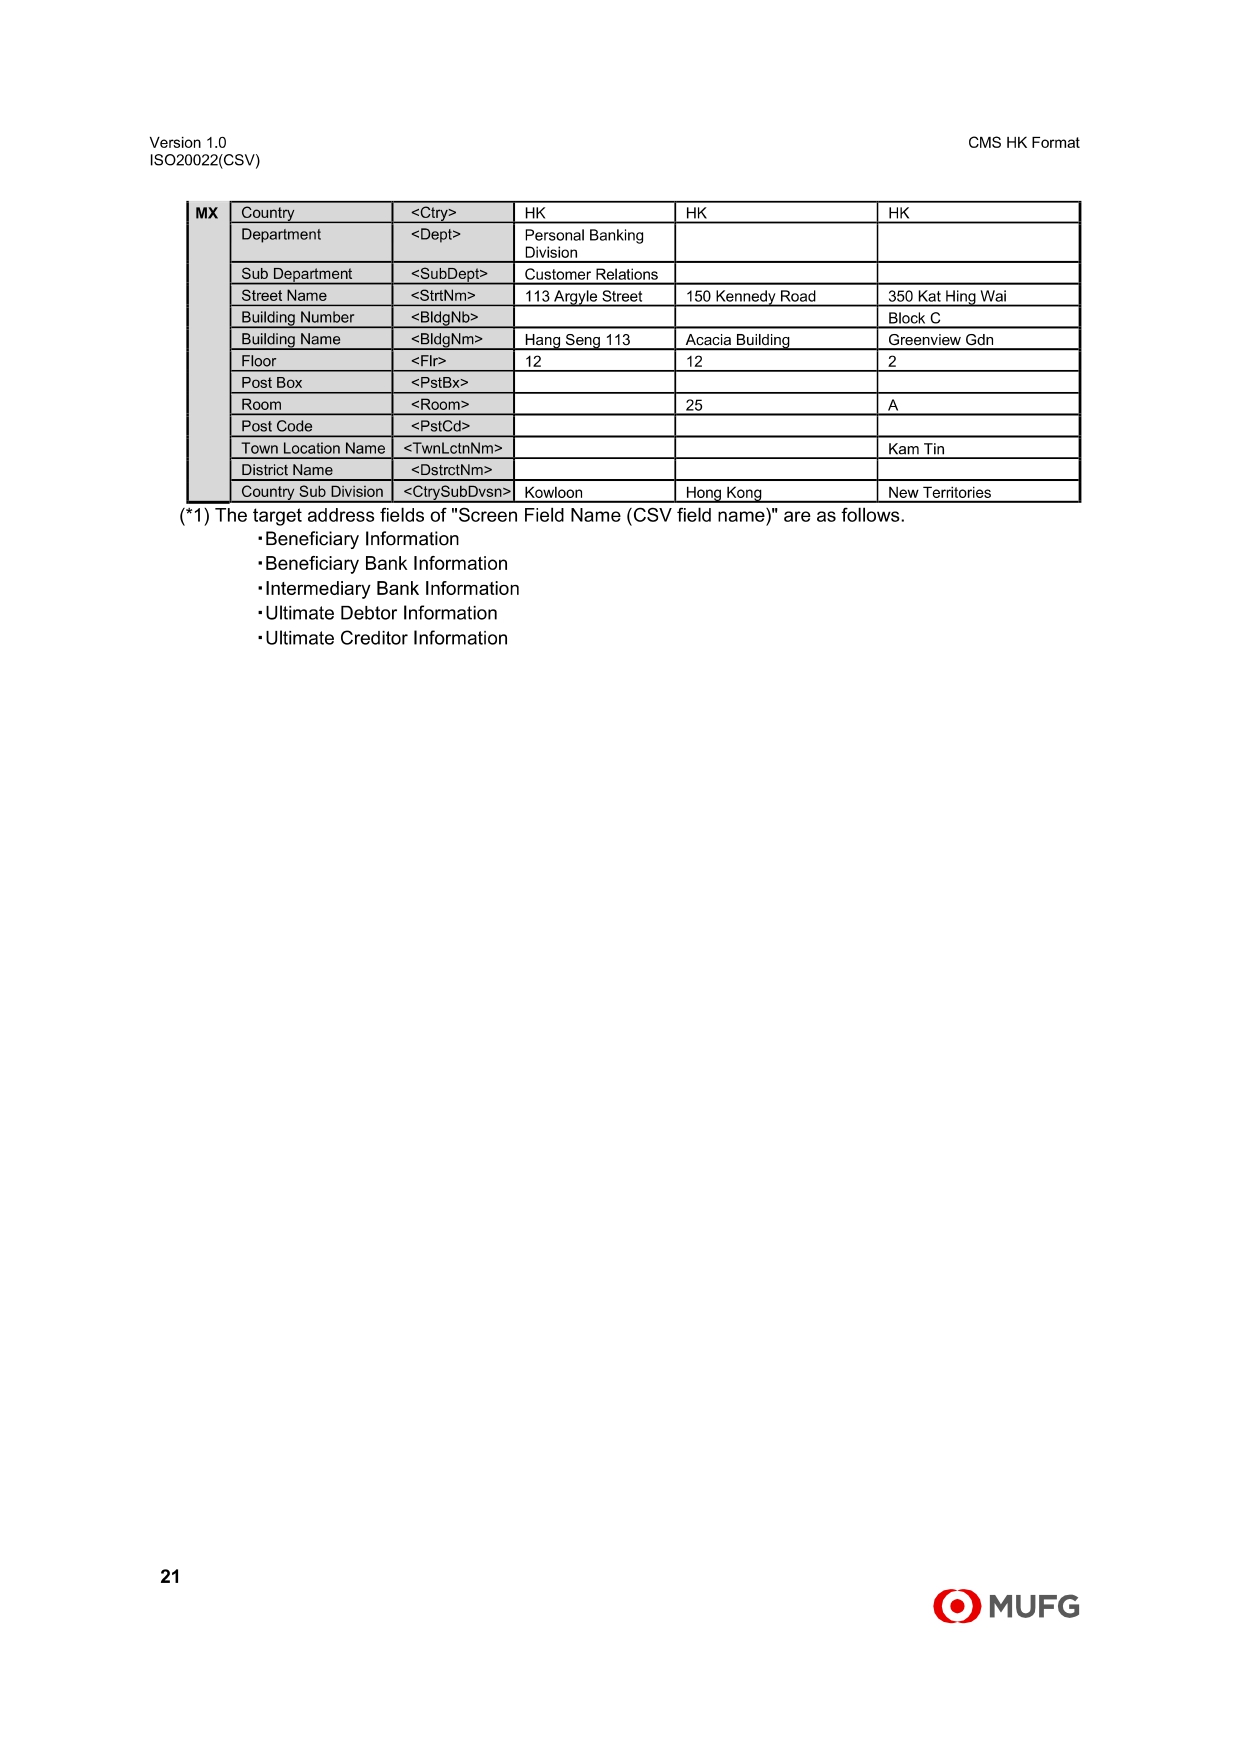 Version 1.0
CMS HK Format
ISO20022(CSV)
MX Country <Ctry> HK HK HK
Department <Dept> Personal Banking
Division
Sub Department <SubDept> Customer Relations
Street Name <StrtNm> 113 Argyle Street 150 Kennedy Road 350 Kat Hing Wai
Building Number <BldgNb> Block C
Building Name <BldgNm> Hang Seng 113 Acacia Building Greenview Gdn
Floor <Flr> 12 12 2
Post Box <PstBx>
Room <Room> 25 A
Post Code <PstCd>
Town Location Name <TwnLctnNm> Kam Tin
District Name <DstrctNm>
Country Sub Division <CtrySubDvsn> Kowloon Hong Kong New Territories
(*1) The target address fields of "Screen Field Name (CSV field name)" are as follows.
・Beneficiary Information
・Beneficiary Bank Information
・Intermediary Bank Information
・Ultimate Debtor Information
・Ultimate Creditor Information
21
MUFG